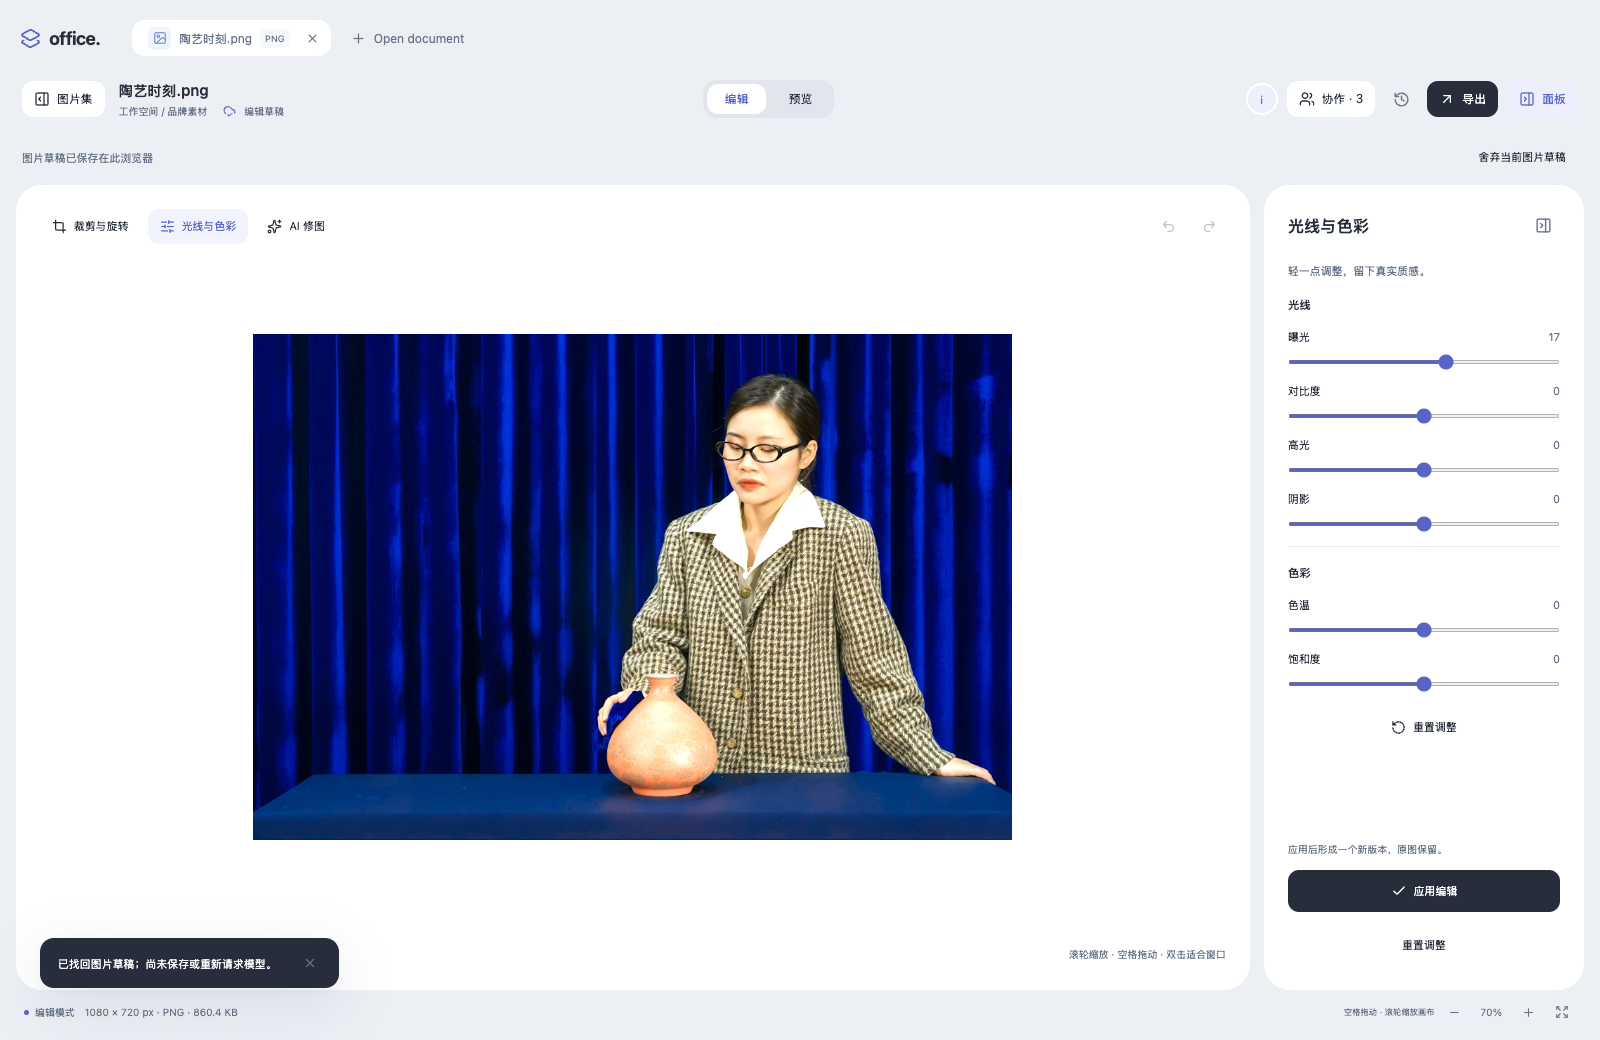 office.
陶艺时刻.png PNG
Open document
图片集
陶艺时刻.png
工作空间 / 品牌素材 编辑草稿
编辑 预览
i
协作 · 3
导出
面板
图片草稿已保存在此浏览器
舍弃当前图片草稿
裁剪与旋转 光线与色彩 AI 修图
光线与色彩
轻一点调整，留下真实质感。
光线
曝光 17
对比度 0
高光 0
阴影 0
色彩
色温 0
饱和度 0
重置调整
应用后形成一个新版本，原图保留。
应用编辑
重置调整
滚轮缩放 · 空格拖动 · 双击适合窗口
已找回图片草稿；尚未保存或重新请求模型。
编辑模式 1080 × 720 px · PNG · 860.4 KB
空格拖动 · 滚轮缩放画布 70%